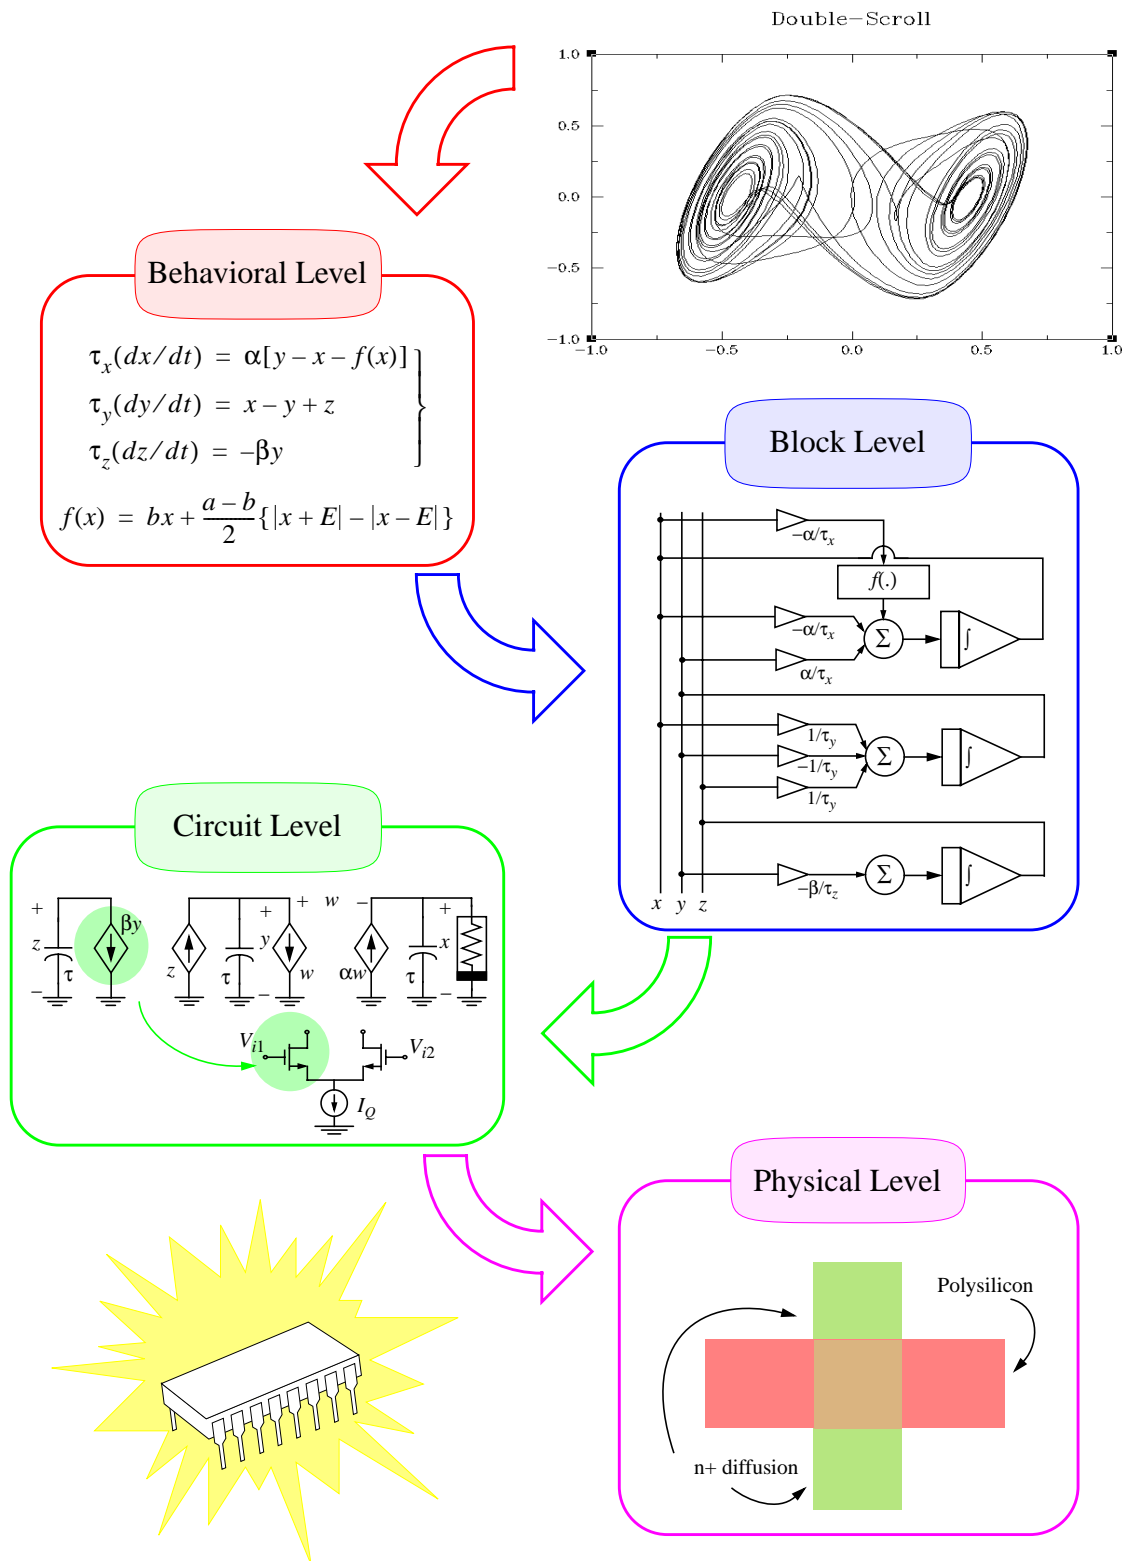 Double-Scroll
1.0
0.5
0.0
-0.5
-1.0
-1.0 -0.5 0.0 0.5 1.0
Behavioral Level
τx(dx/dt) = α[y – x – f(x)]
τy(dy/dt) = x – y + z
τz(dz/dt) = –βy
f(x) = bx + (a – b)/2 {|x + E| – |x – E|}
Block Level
–α/τx
f(.)
–α/τx
Σ
∫
α/τx
1/τy
–1/τy
Σ
∫
1/τy
–β/τz
Σ
∫
x y z
Circuit Level
+ βy + + w – +
z y x
τ z τ w αw τ
– – –
Vi1 Vi2
IQ
Physical Level
Polysilicon
n+ diffusion